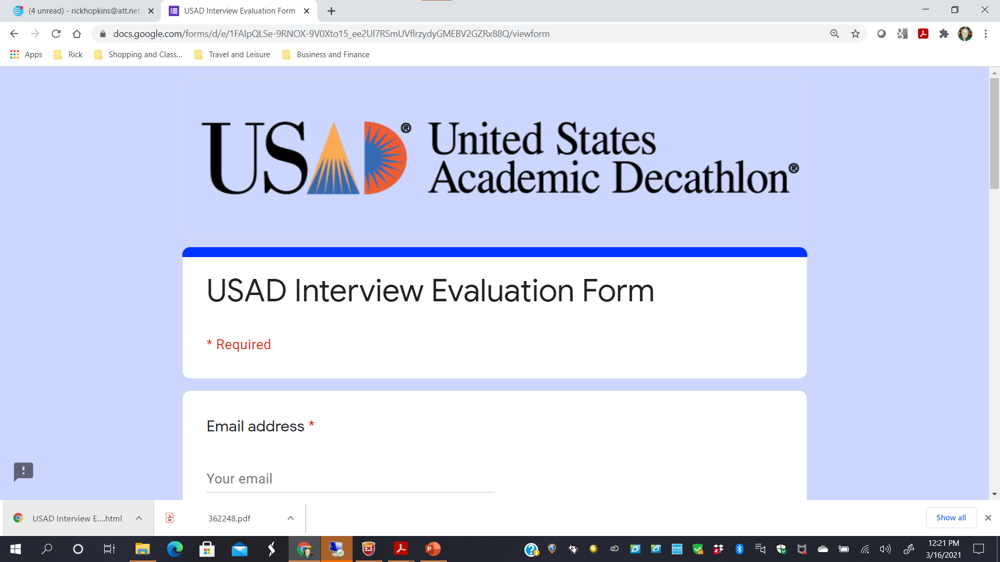 (4 unread) - rickhopkins@att.net
USAD Interview Evaluation Form
docs.google.com/forms/d/e/1FAIpQLSe-9RNOX-9V0Xto15_ee2Ul7RSmUVflrzydyGMEBV2GZRx88Q/viewform
Apps
Rick
Shopping and Class...
Travel and Leisure
Business and Finance
USAD® United States
Academic Decathlon®
USAD Interview Evaluation Form
* Required
Email address *
Your email
USAD Interview E....html
362248.pdf
Show all
12:21 PM
3/16/2021